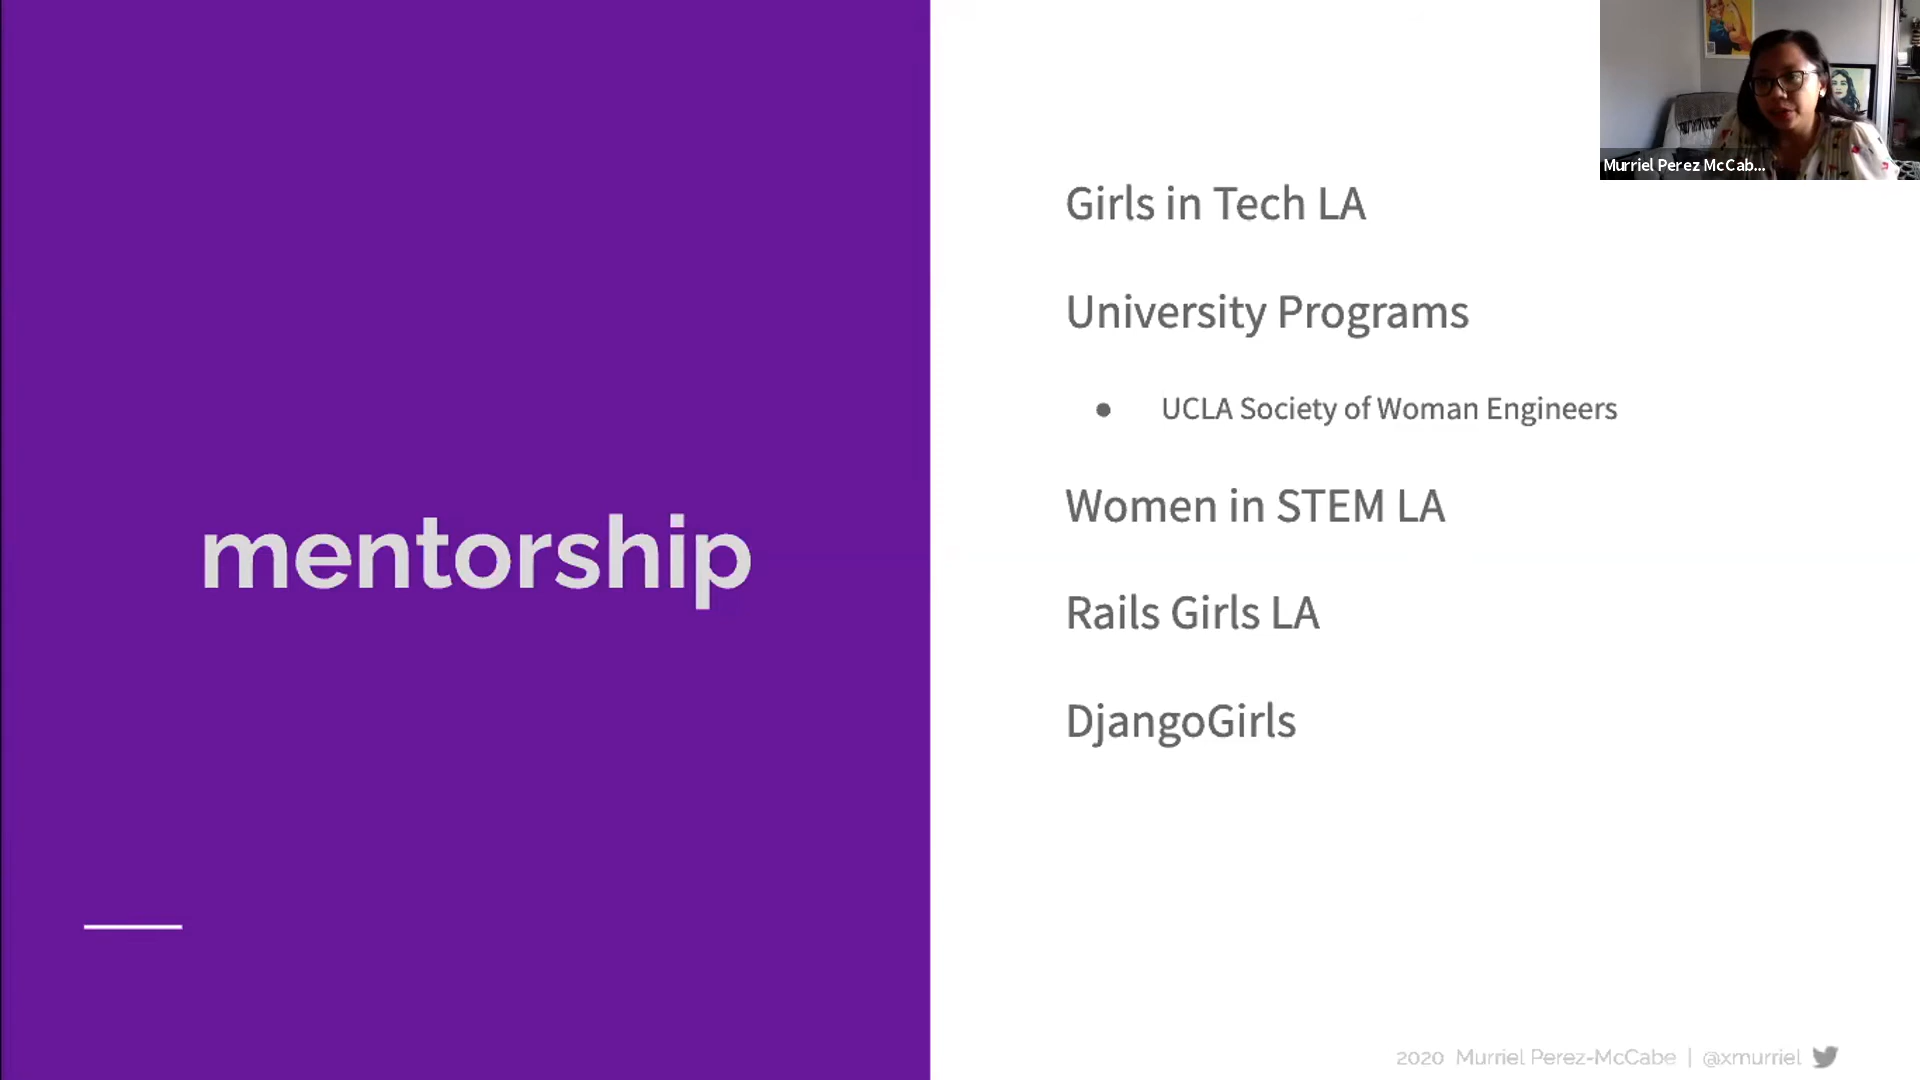 Murriel Perez McCab...
Girls in Tech LA
University Programs
● UCLA Society of Woman Engineers
Women in STEM LA
mentorship
Rails Girls LA
DjangoGirls
2020 Murriel Perez-McCabe | @xmurriel